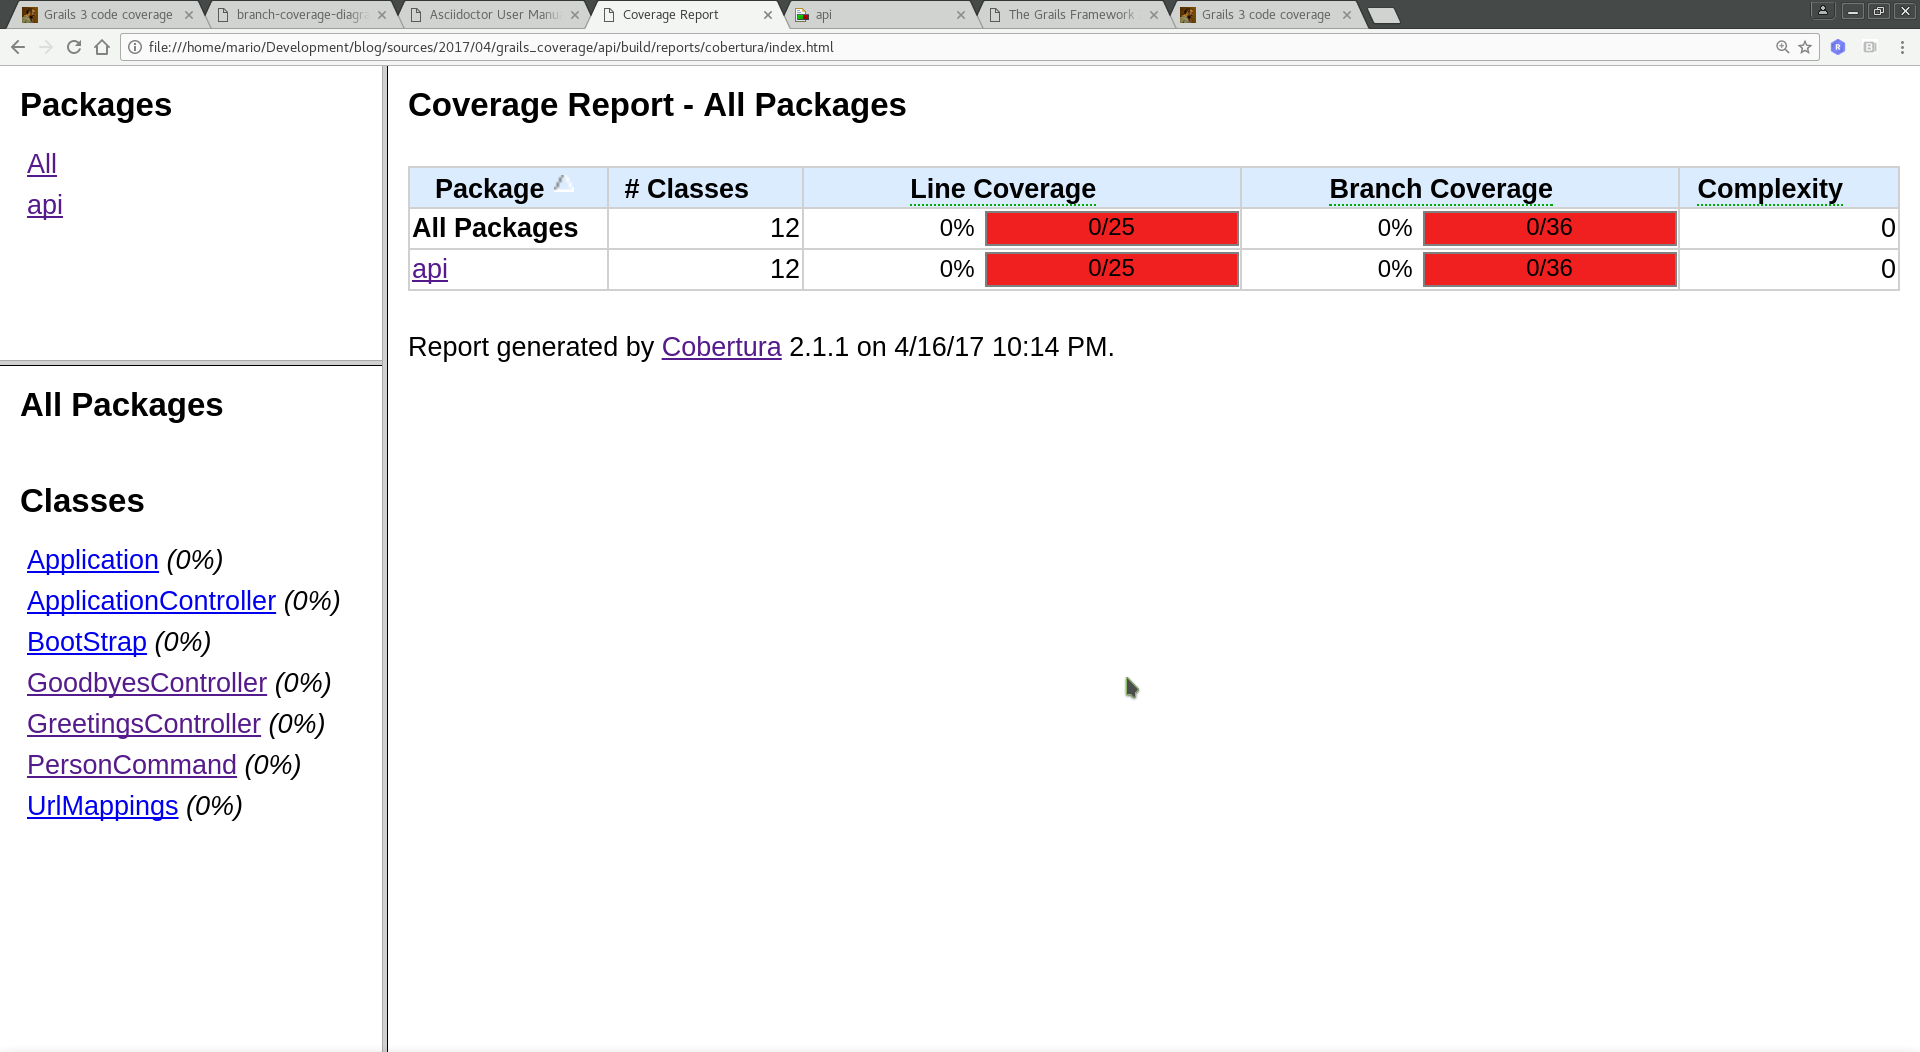 Grails 3 code coverage
branch-coverage-diagra
Asciidoctor User Manu
Coverage Report
api
The Grails Framework
Grails 3 code coverage
file:///home/mario/Development/blog/sources/2017/04/grails_coverage/api/build/reports/cobertura/index.html
Packages
All
api
All Packages
Classes
Application (0%)
ApplicationController (0%)
BootStrap (0%)
GoodbyesController (0%)
GreetingsController (0%)
PersonCommand (0%)
UrlMappings (0%)
Coverage Report - All Packages
Package # Classes Line Coverage Branch Coverage Complexity
All Packages 12 0% 0/25 0% 0/36 0
api 12 0% 0/25 0% 0/36 0
Report generated by Cobertura 2.1.1 on 4/16/17 10:14 PM.